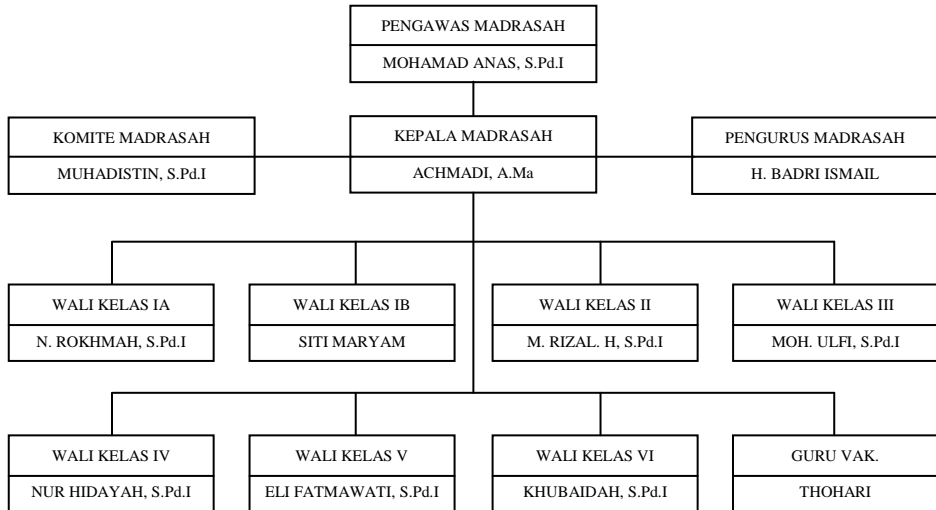 PENGAWAS MADRASAH
MOHAMAD ANAS, S.Pd.I
KOMITE MADRASAH
MUHADISTIN, S.Pd.I
KEPALA MADRASAH
ACHMADI, A.Ma
PENGURUS MADRASAH
H. BADRI ISMAIL
WALI KELAS IA
N. ROKHMAH, S.Pd.I
WALI KELAS IB
SITI MARYAM
WALI KELAS II
M. RIZAL. H, S.Pd.I
WALI KELAS III
MOH. ULFI, S.Pd.I
WALI KELAS IV
NUR HIDAYAH, S.Pd.I
WALI KELAS V
ELI FATMAWATI, S.Pd.I
WALI KELAS VI
KHUBAIDAH, S.Pd.I
GURU VAK.
THOHARI